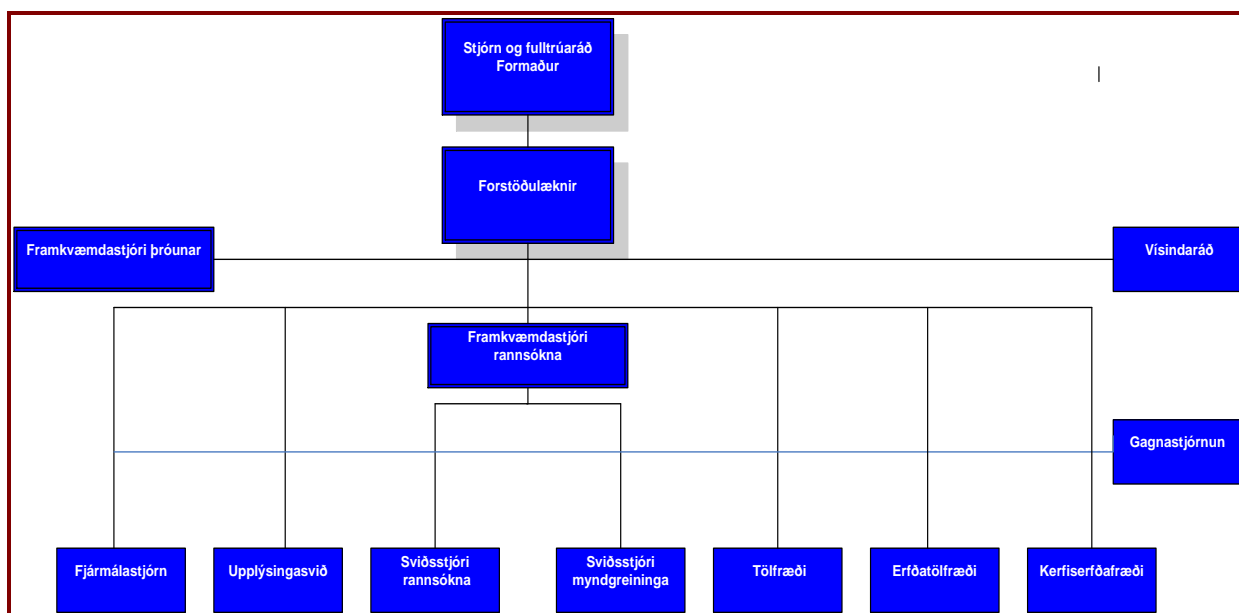 Stjórn og fulltrúaráð
Formaður
Forstöðulæknir
Framkvæmdastjóri þróunar
Vísindaráð
Framkvæmdastjóri
rannsókna
Gagnastjórnun
Fjármálastjórn
Upplýsingasvið
Sviðsstjóri
rannsókna
Sviðsstjóri
myndgreininga
Tölfræði
Erfðatölfræði
Kerfiserfðafræði